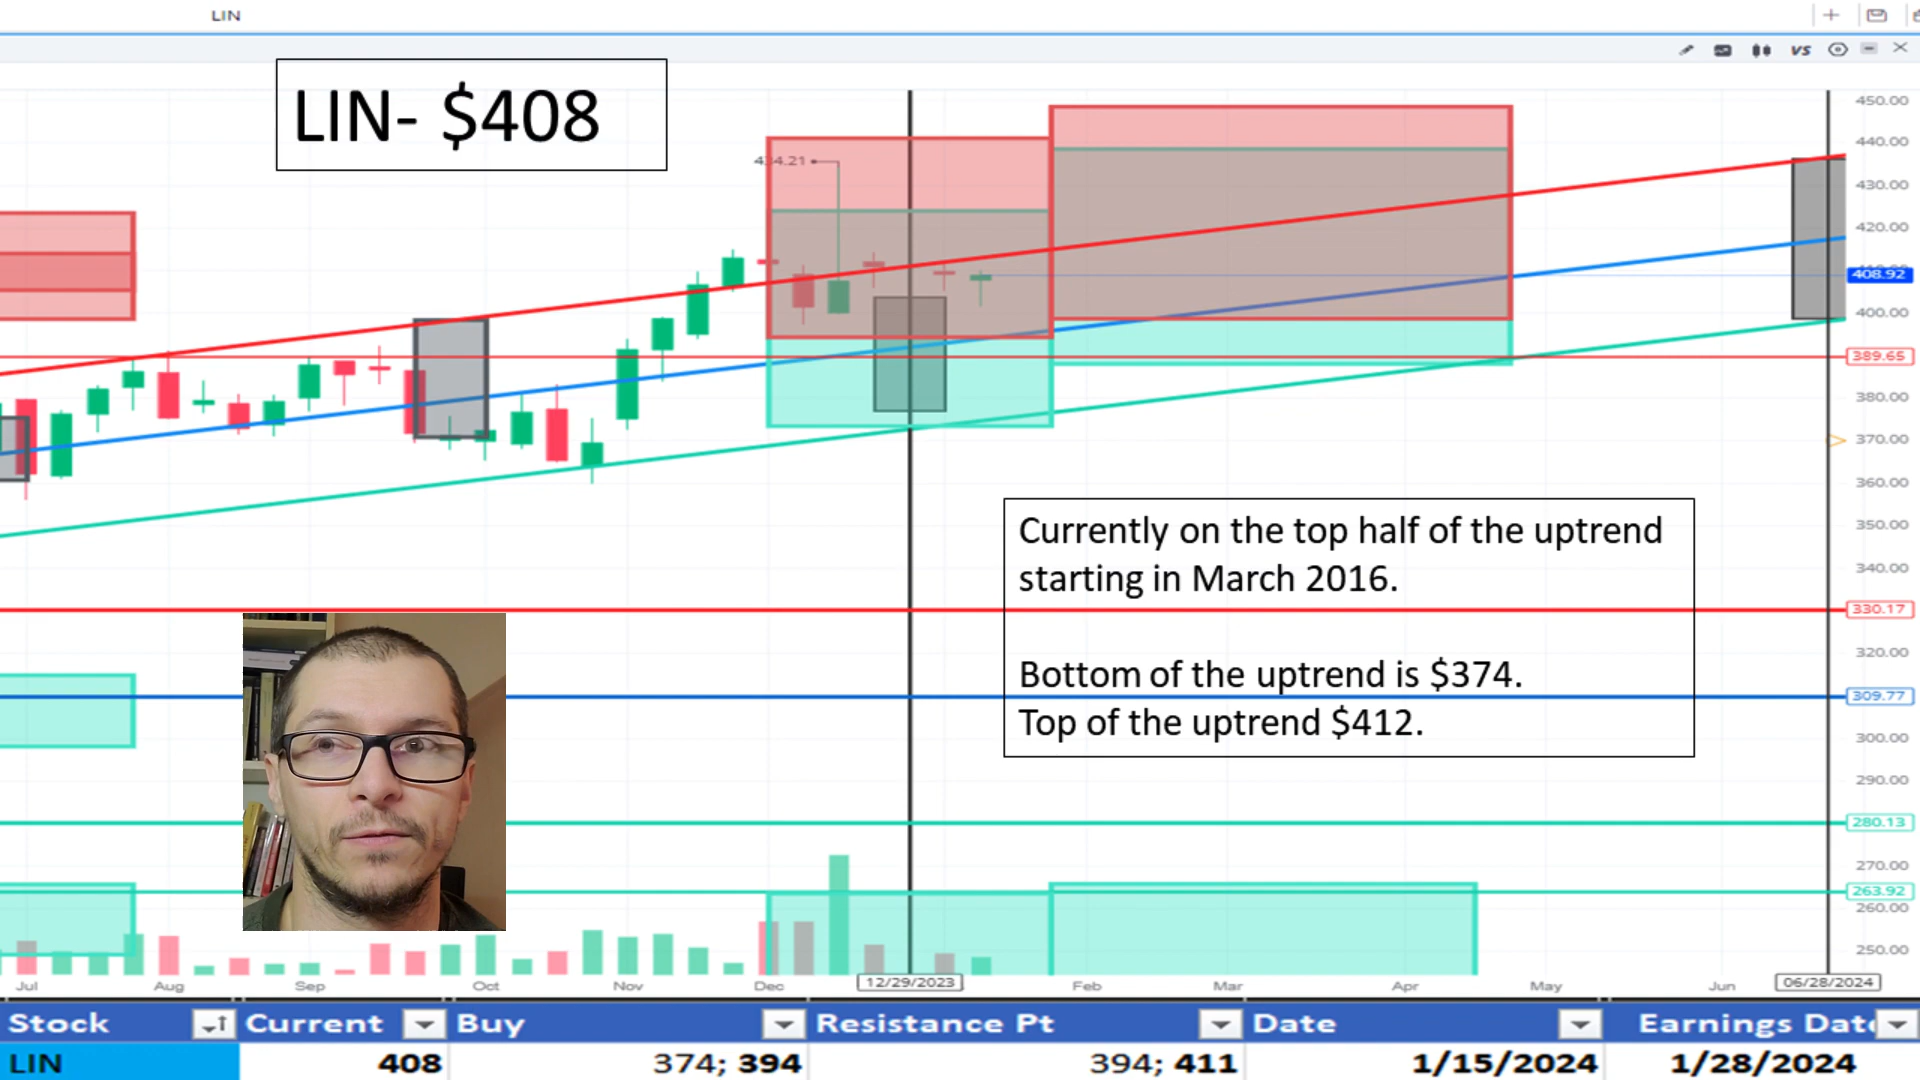 LIN
VS
LIN- $408
450.00
440.00
434.21
430.00
420.00
408.92
400.00
389.65
380.00
370.00
360.00
350.00
340.00
330.17
320.00
309.77
300.00
290.00
280.13
270.00
263.92
260.00
250.00
Currently on the top half of the uptrend
starting in March 2016.
Bottom of the uptrend is $374.
Top of the uptrend $412.
Jul Aug Sep Oct Nov Dec 12/29/2023 Feb Mar Apr May Jun 06/28/2024
Stock Current Buy Resistance Pt Date Earnings Date
LIN 408 374; 394 394; 411 1/15/2024 1/28/2024